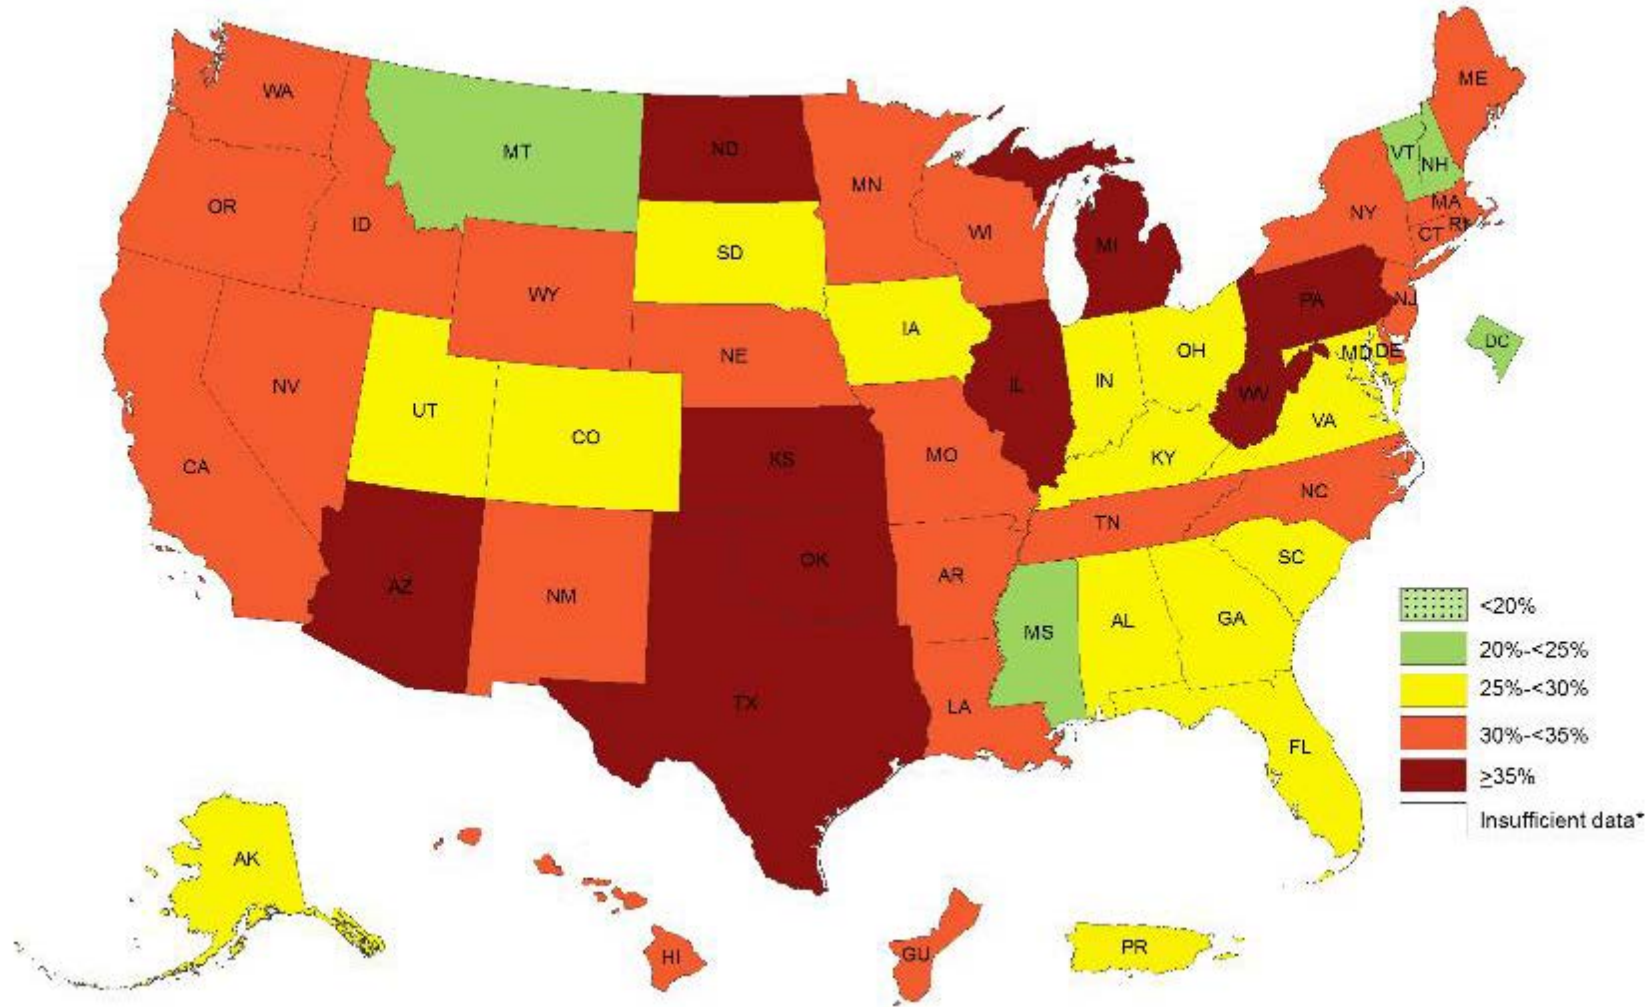 ME
WA
MT
ND
VT
NH
MN
OR
ID
MA
NY
RI
CT
WI
MI
SD
WY
PA
NJ
IA
DC
NE
OH
MD
DE
IN
NV
IL
WV
UT
VA
CO
KS
MO
KY
CA
NC
TN
OK
SC
AR
AZ
NM
<20%
MS
AL
GA
20%-<25%
25%-<30%
TX
LA
30%-<35%
FL
≥35%
Insufficient data*
AK
PR
GU
HI